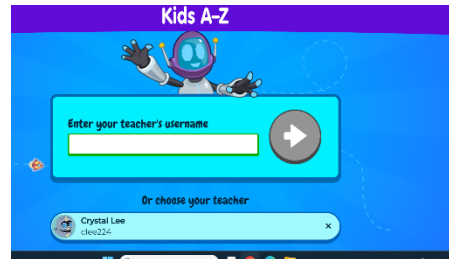 Kids A-Z
Enter your teacher's username
Or choose your teacher
Crystal Lee
clee224